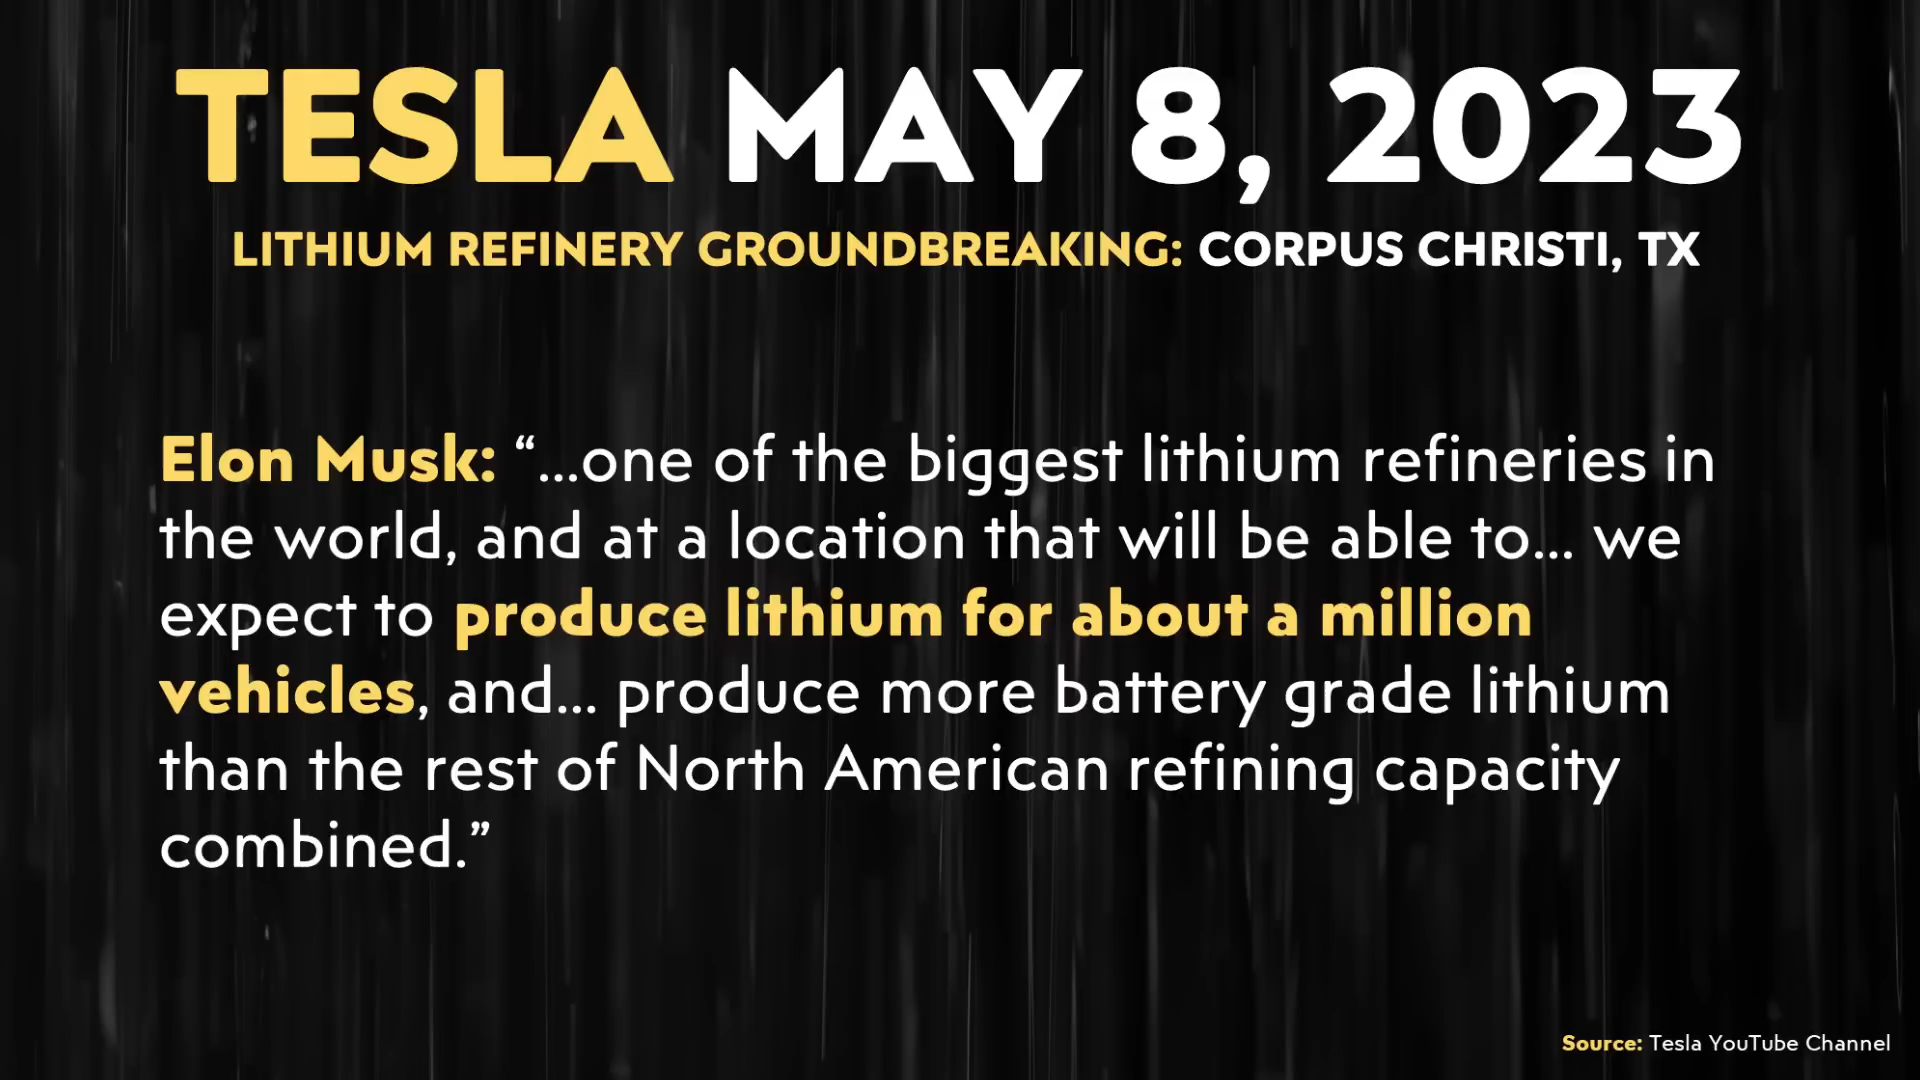 TESLA MAY 8, 2023
LITHIUM REFINERY GROUNDBREAKING: CORPUS CHRISTI, TX
Elon Musk: “...one of the biggest lithium refineries in
the world, and at a location that will be able to... we
expect to produce lithium for about a million
vehicles, and... produce more battery grade lithium
than the rest of North American refining capacity
combined.”
Source: Tesla YouTube Channel